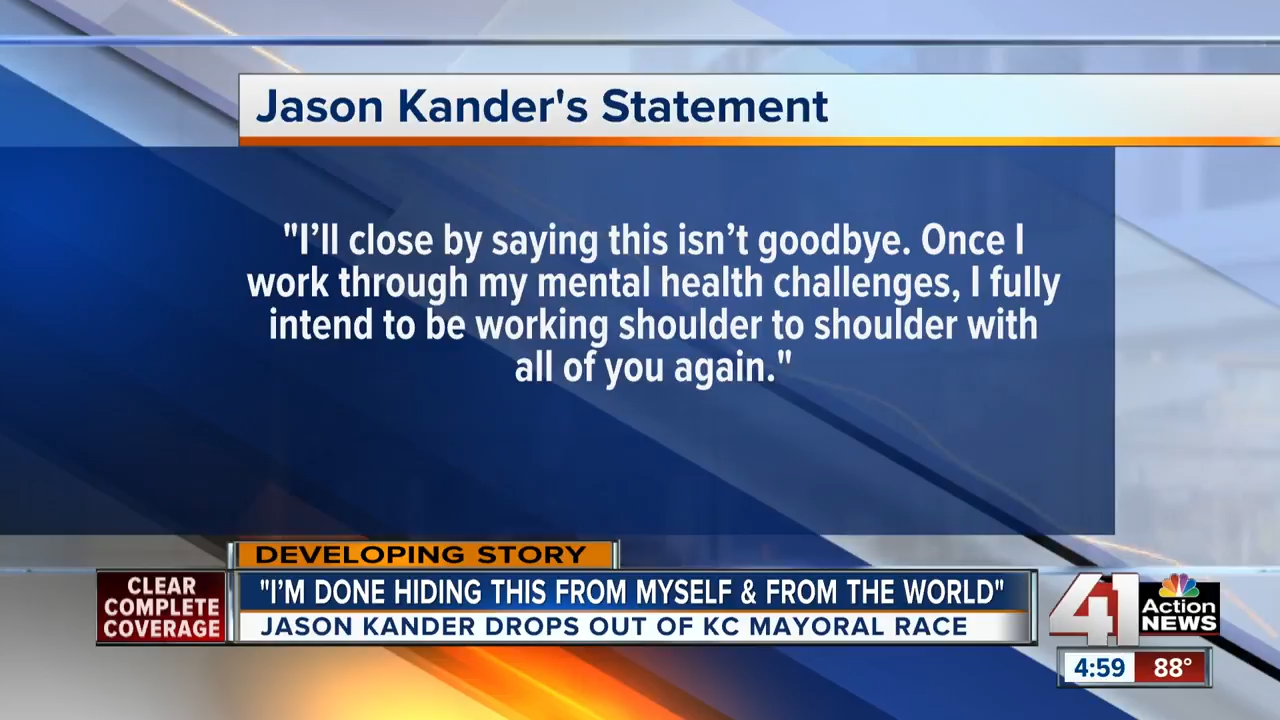 Jason Kander's Statement
"I’ll close by saying this isn’t goodbye. Once I
work through my mental health challenges, I fully
intend to be working shoulder to shoulder with
all of you again."
DEVELOPING STORY
CLEAR
COMPLETE
COVERAGE
"I'M DONE HIDING THIS FROM MYSELF & FROM THE WORLD"
JASON KANDER DROPS OUT OF KC MAYORAL RACE
41 Action
NEWS
4:59 88°